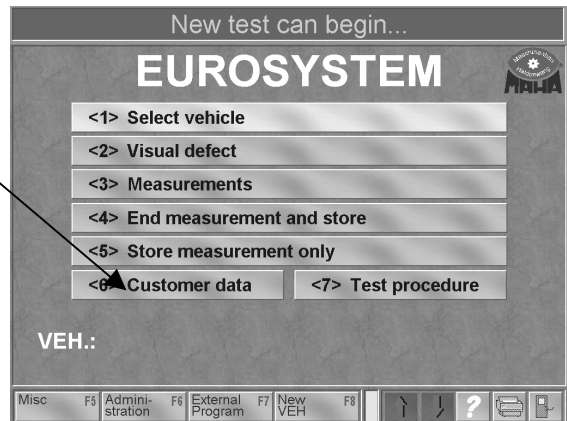 New test can begin...
EUROSYSTEM
MAHA
<1> Select vehicle
<2> Visual defect
<3> Measurements
<4> End measurement and store
<5> Store measurement only
<6> Customer data <7> Test procedure
VEH.:
Misc F5 Admini- F6 External F7 New F8
stration Program VEH
?